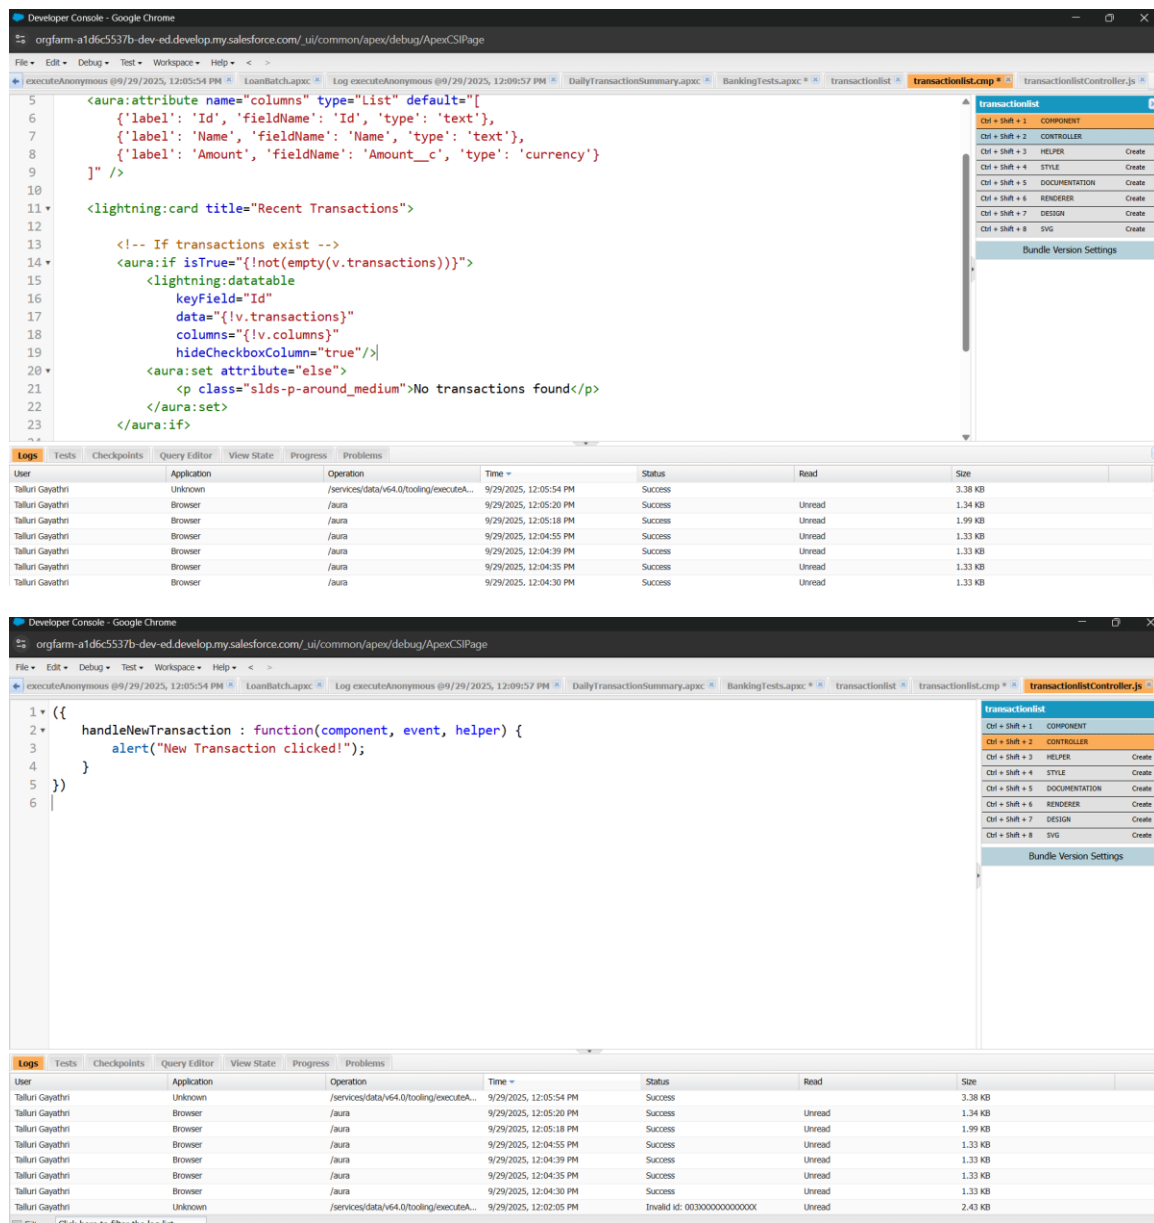 Developer Console - Google Chrome
orgfarm-a1d6c5537b-dev-ed.develop.my.salesforce.com/_ui/common/apex/debug/ApexCSIPage
File Edit Debug Test Workspace Help < >
executeAnonymous @9/29/2025, 12:05:54 PM LoanBatch.apxc Log executeAnonymous @9/29/2025, 12:09:57 PM DailyTransactionSummary.apxc BankingTests.apxc * transactionlist transactionlist.cmp * transactionlistController.js
5 <aura:attribute name="columns" type="List" default="[
6 {'label': 'Id', 'fieldName': 'Id', 'type': 'text'},
7 {'label': 'Name', 'fieldName': 'Name', 'type': 'text'},
8 {'label': 'Amount', 'fieldName': 'Amount__c', 'type': 'currency'}
9 ]" />
10
11 <lightning:card title="Recent Transactions">
12
13 <!-- If transactions exist -->
14 <aura:if isTrue="{!not(empty(v.transactions))}">
15 <lightning:datatable
16 keyField="Id"
17 data="{!v.transactions}"
18 columns="{!v.columns}"
19 hideCheckboxColumn="true"/>
20 <aura:set attribute="else">
21 <p class="slds-p-around_medium">No transactions found</p>
22 </aura:set>
23 </aura:if>
transactionlist
Ctrl + Shift + 1 COMPONENT
Ctrl + Shift + 2 CONTROLLER
Ctrl + Shift + 3 HELPER Create
Ctrl + Shift + 4 STYLE Create
Ctrl + Shift + 5 DOCUMENTATION Create
Ctrl + Shift + 6 RENDERER Create
Ctrl + Shift + 7 DESIGN Create
Ctrl + Shift + 8 SVG Create
Bundle Version Settings
Logs Tests Checkpoints Query Editor View State Progress Problems
User Application Operation Time Status Read Size
Talluri Gayathri Unknown /services/data/v64.0/tooling/executeA... 9/29/2025, 12:05:54 PM Success 3.38 KB
Talluri Gayathri Browser /aura 9/29/2025, 12:05:20 PM Success Unread 1.34 KB
Talluri Gayathri Browser /aura 9/29/2025, 12:05:18 PM Success Unread 1.99 KB
Talluri Gayathri Browser /aura 9/29/2025, 12:04:55 PM Success Unread 1.33 KB
Talluri Gayathri Browser /aura 9/29/2025, 12:04:39 PM Success Unread 1.33 KB
Talluri Gayathri Browser /aura 9/29/2025, 12:04:35 PM Success Unread 1.33 KB
Talluri Gayathri Browser /aura 9/29/2025, 12:04:30 PM Success Unread 1.33 KB
Developer Console - Google Chrome
orgfarm-a1d6c5537b-dev-ed.develop.my.salesforce.com/_ui/common/apex/debug/ApexCSIPage
File Edit Debug Test Workspace Help < >
executeAnonymous @9/29/2025, 12:05:54 PM LoanBatch.apxc Log executeAnonymous @9/29/2025, 12:09:57 PM DailyTransactionSummary.apxc BankingTests.apxc * transactionlist transactionlist.cmp * transactionlistController.js
1 ({
2 handleNewTransaction : function(component, event, helper) {
3 alert("New Transaction clicked!");
4 }
5 })
6
transactionlist
Ctrl + Shift + 1 COMPONENT
Ctrl + Shift + 2 CONTROLLER
Ctrl + Shift + 3 HELPER Create
Ctrl + Shift + 4 STYLE Create
Ctrl + Shift + 5 DOCUMENTATION Create
Ctrl + Shift + 6 RENDERER Create
Ctrl + Shift + 7 DESIGN Create
Ctrl + Shift + 8 SVG Create
Bundle Version Settings
Logs Tests Checkpoints Query Editor View State Progress Problems
User Application Operation Time Status Read Size
Talluri Gayathri Unknown /services/data/v64.0/tooling/executeA... 9/29/2025, 12:05:54 PM Success 3.38 KB
Talluri Gayathri Browser /aura 9/29/2025, 12:05:20 PM Success Unread 1.34 KB
Talluri Gayathri Browser /aura 9/29/2025, 12:05:18 PM Success Unread 1.99 KB
Talluri Gayathri Browser /aura 9/29/2025, 12:04:55 PM Success Unread 1.33 KB
Talluri Gayathri Browser /aura 9/29/2025, 12:04:39 PM Success Unread 1.33 KB
Talluri Gayathri Browser /aura 9/29/2025, 12:04:35 PM Success Unread 1.33 KB
Talluri Gayathri Browser /aura 9/29/2025, 12:04:30 PM Success Unread 1.33 KB
Talluri Gayathri Unknown /services/data/v64.0/tooling/executeA... 9/29/2025, 12:02:05 PM Unread 2.43 KB
Click here to filter the log list